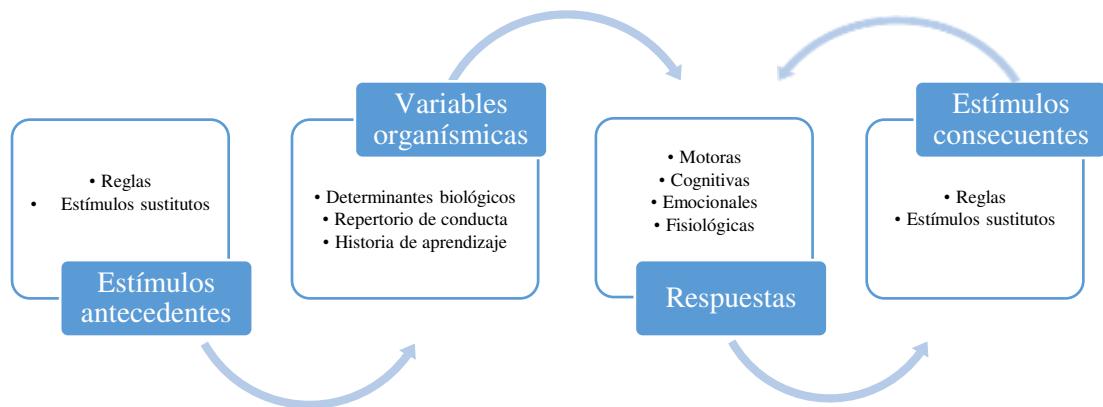 • Reglas
• Estímulos sustitutos
Estímulos
antecedentes
Variables
organísmicas
• Determinantes biológicos
• Repertorio de conducta
• Historia de aprendizaje
• Motoras
• Cognitivas
• Emocionales
• Fisiológicas
Respuestas
Estímulos
consecuentes
• Reglas
• Estímulos sustitutos